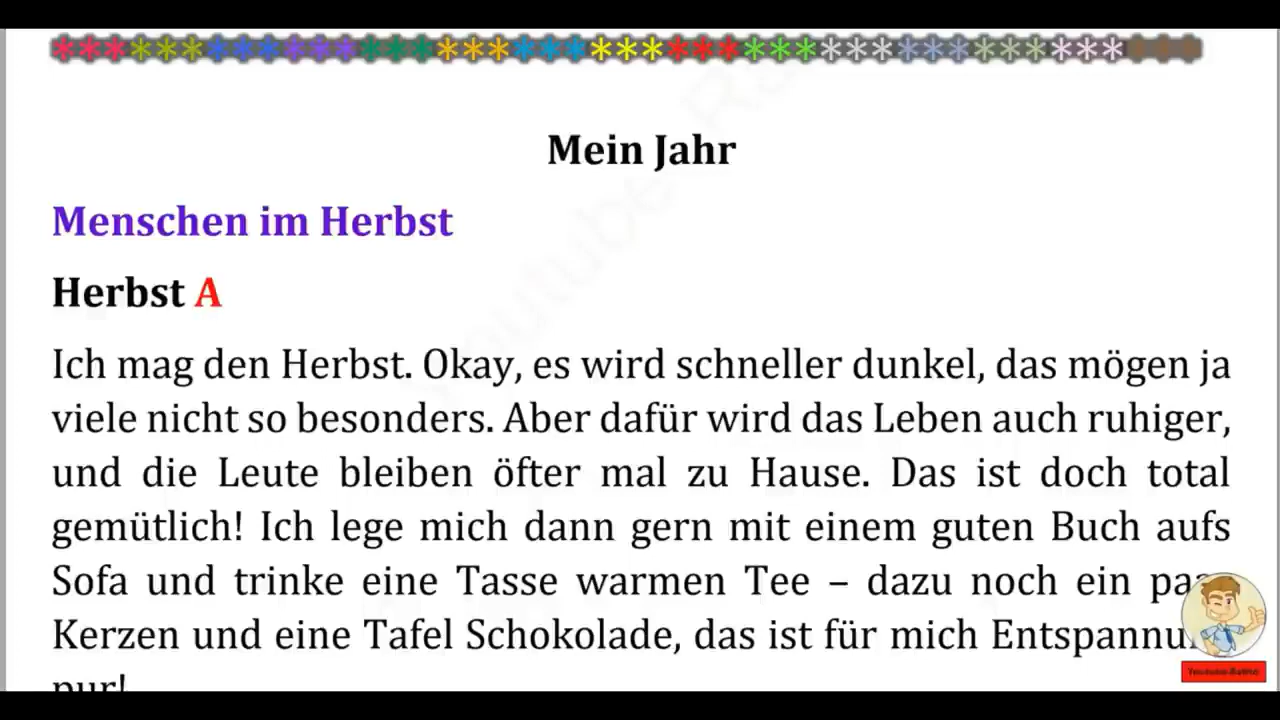 Mein Jahr
Menschen im Herbst
Herbst A
Ich mag den Herbst. Okay, es wird schneller dunkel, das mögen ja
viele nicht so besonders. Aber dafür wird das Leben auch ruhiger,
und die Leute bleiben öfter mal zu Hause. Das ist doch total
gemütlich! Ich lege mich dann gern mit einem guten Buch aufs
Sofa und trinke eine Tasse warmen Tee – dazu noch ein
Kerzen und eine Tafel Schokolade, das ist für mich
pur!